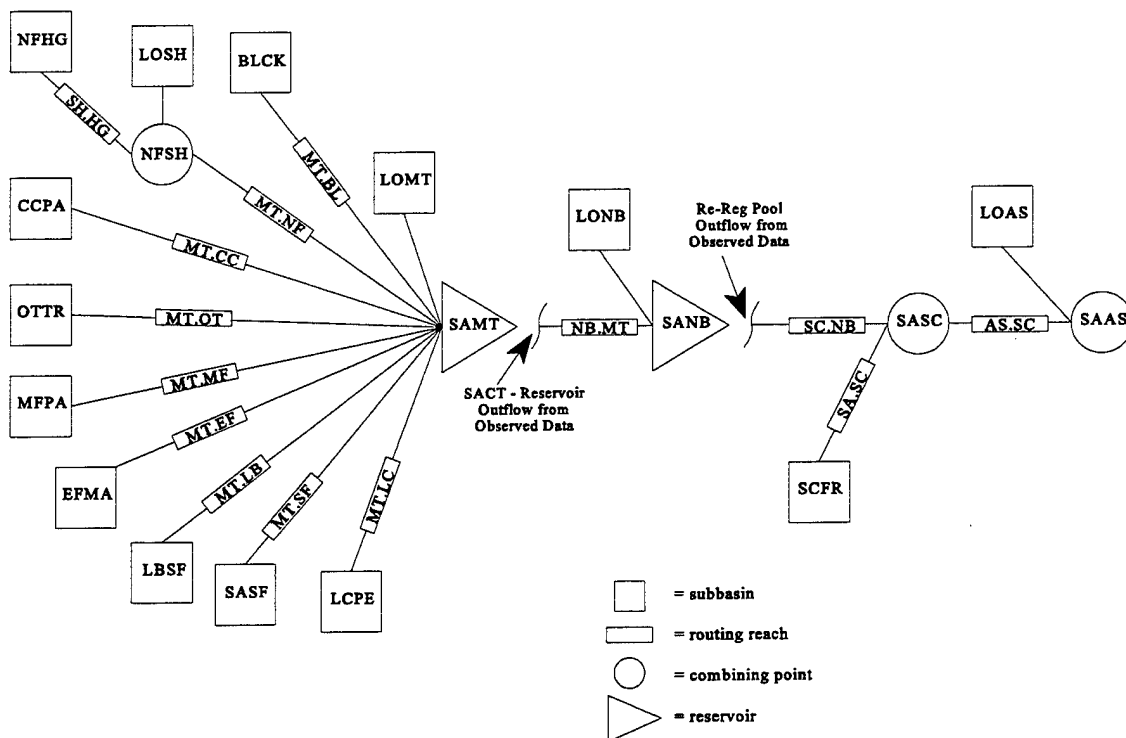 NFHG
LOSH
BLCK
SH.HG
NFSH
MT.BL
LOMT
CCPA
MT.NF
MT.CC
LONB
Re-Reg Pool
Outflow from
Observed Data
LOAS
OTTR
MT.OT
SAMT
NB.MT
SANB
SC.NB
SASC
AS.SC
SAAS
MFPA
MT.MF
SACT - Reservoir
Outflow from
Observed Data
SA.SC
MT.EF
EFMA
MT.LB
MT.SF
MT.LC
SCFR
LBSF
SASF
LCPE
= subbasin
= routing reach
= combining point
= reservoir